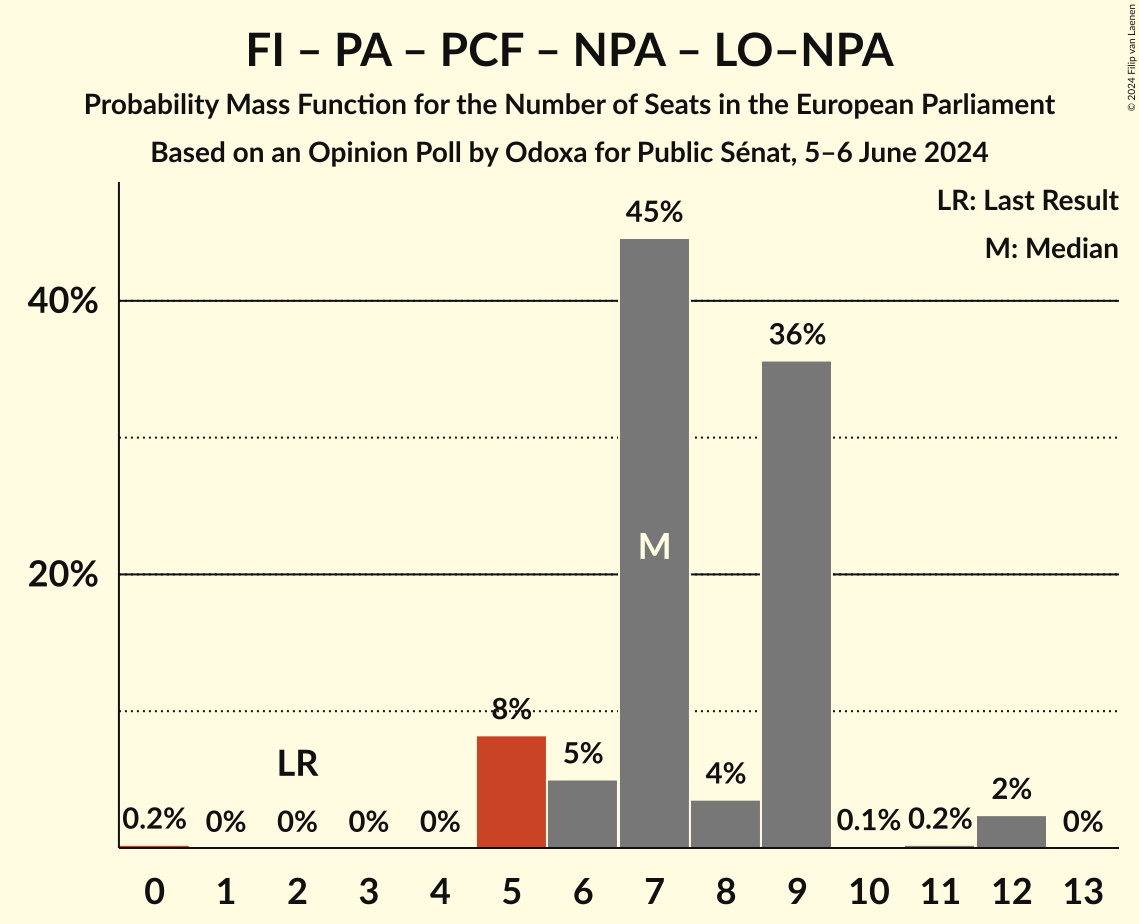 FI – PA – PCF – NPA – LO–NPA
Probability Mass Function for the Number of Seats in the European Parliament
Based on an Opinion Poll by Odoxa for Public Sénat, 5–6 June 2024
© 2024 Filip van Laenen
LR: Last Result
M: Median
45%
40%
36%
M
20%
8%
5%
LR
4%
2%
0.2% 0% 0% 0% 0% 0.1% 0.2% 0%
0 1 2 3 4 5 6 7 8 9 10 11 12 13